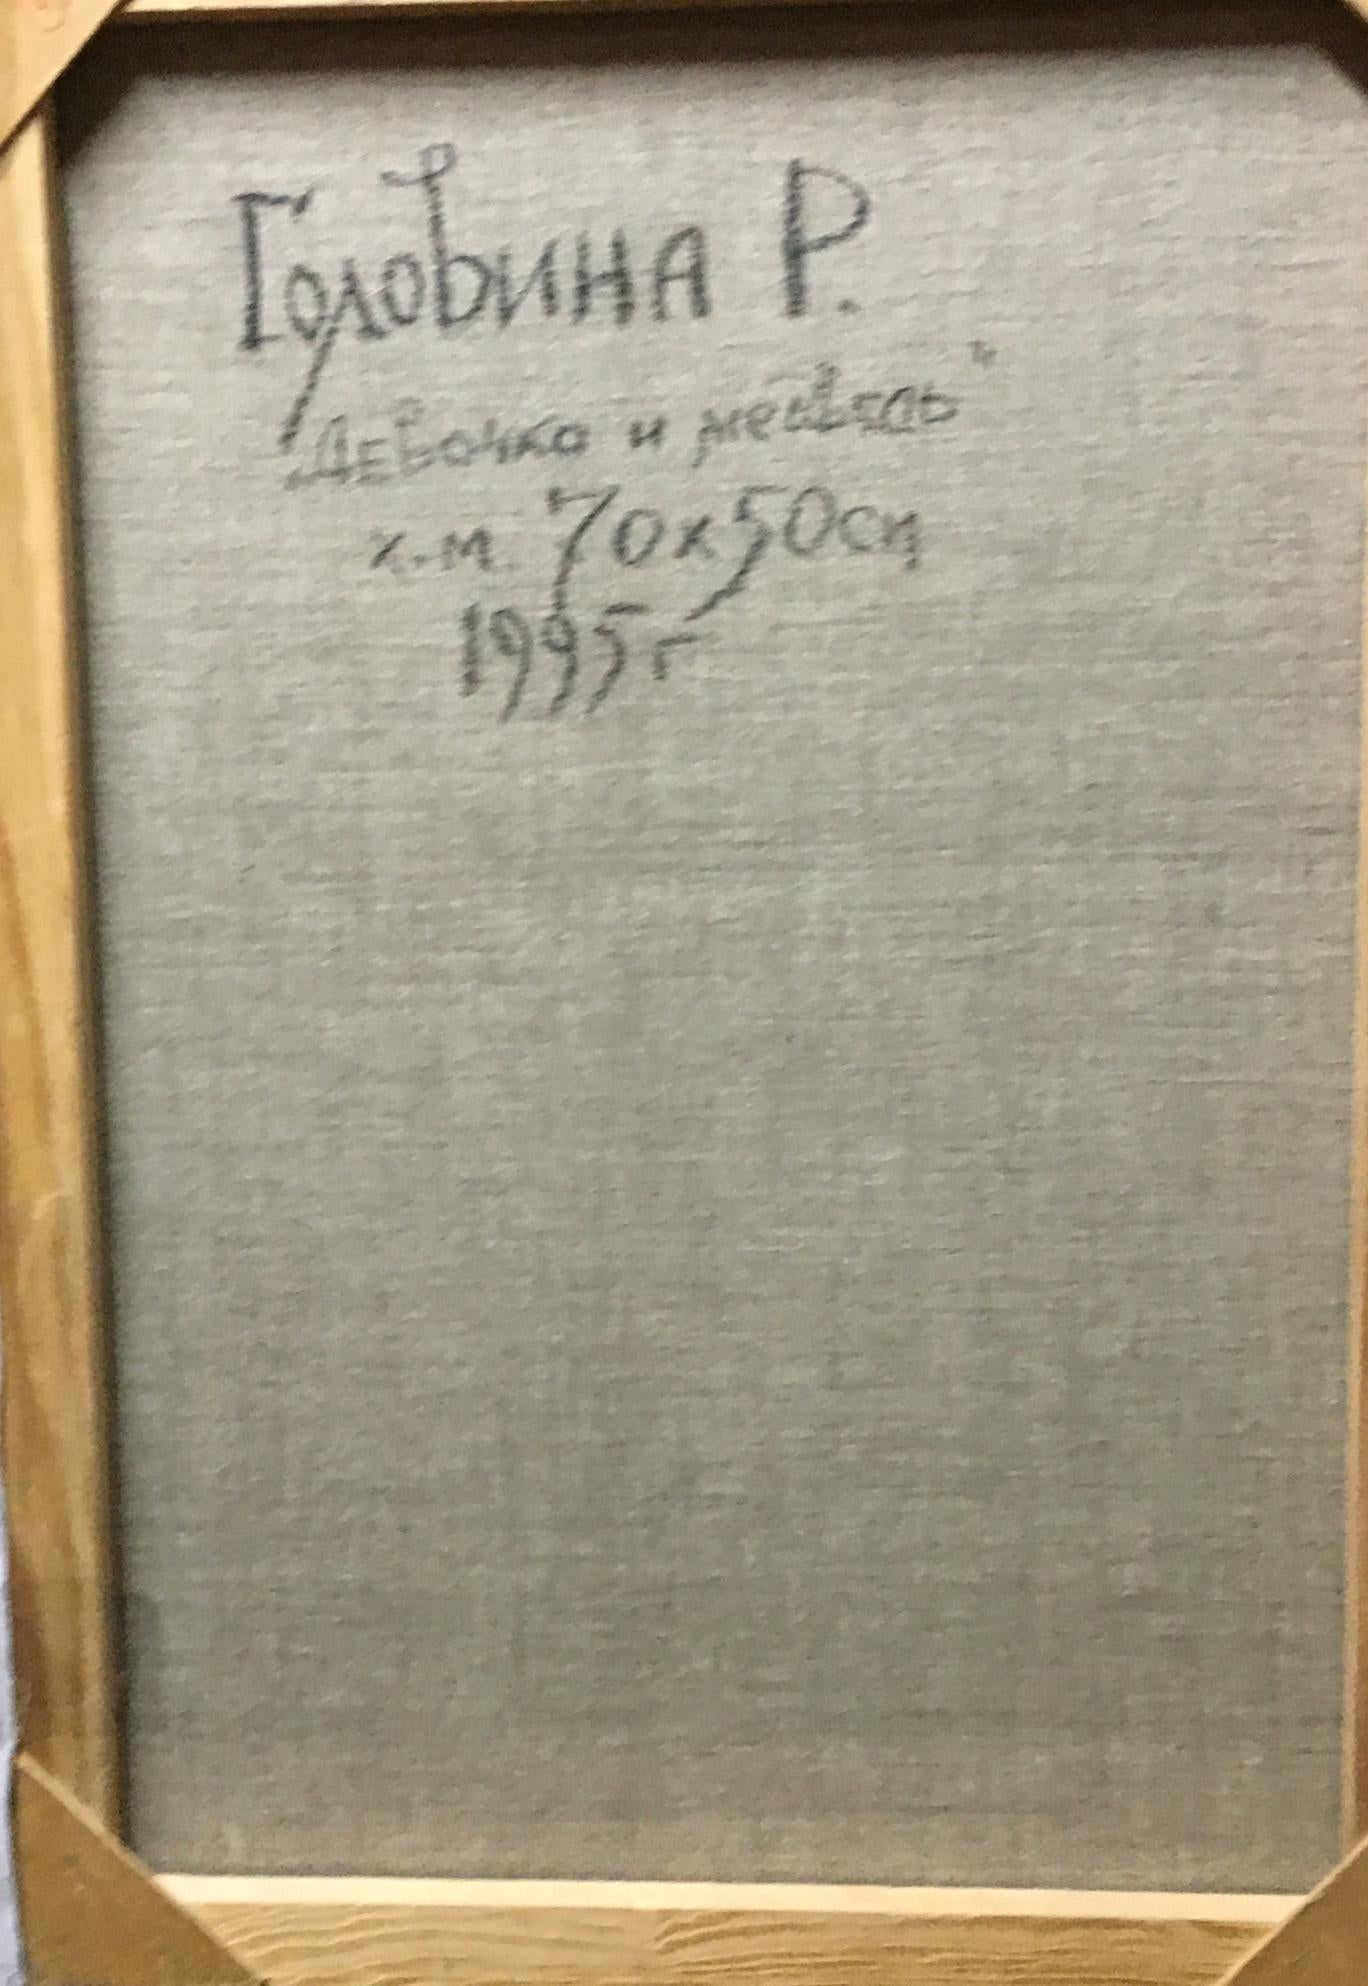 Головина Р.
"Девочка и медведь"
х.м. 70х50см
1995г